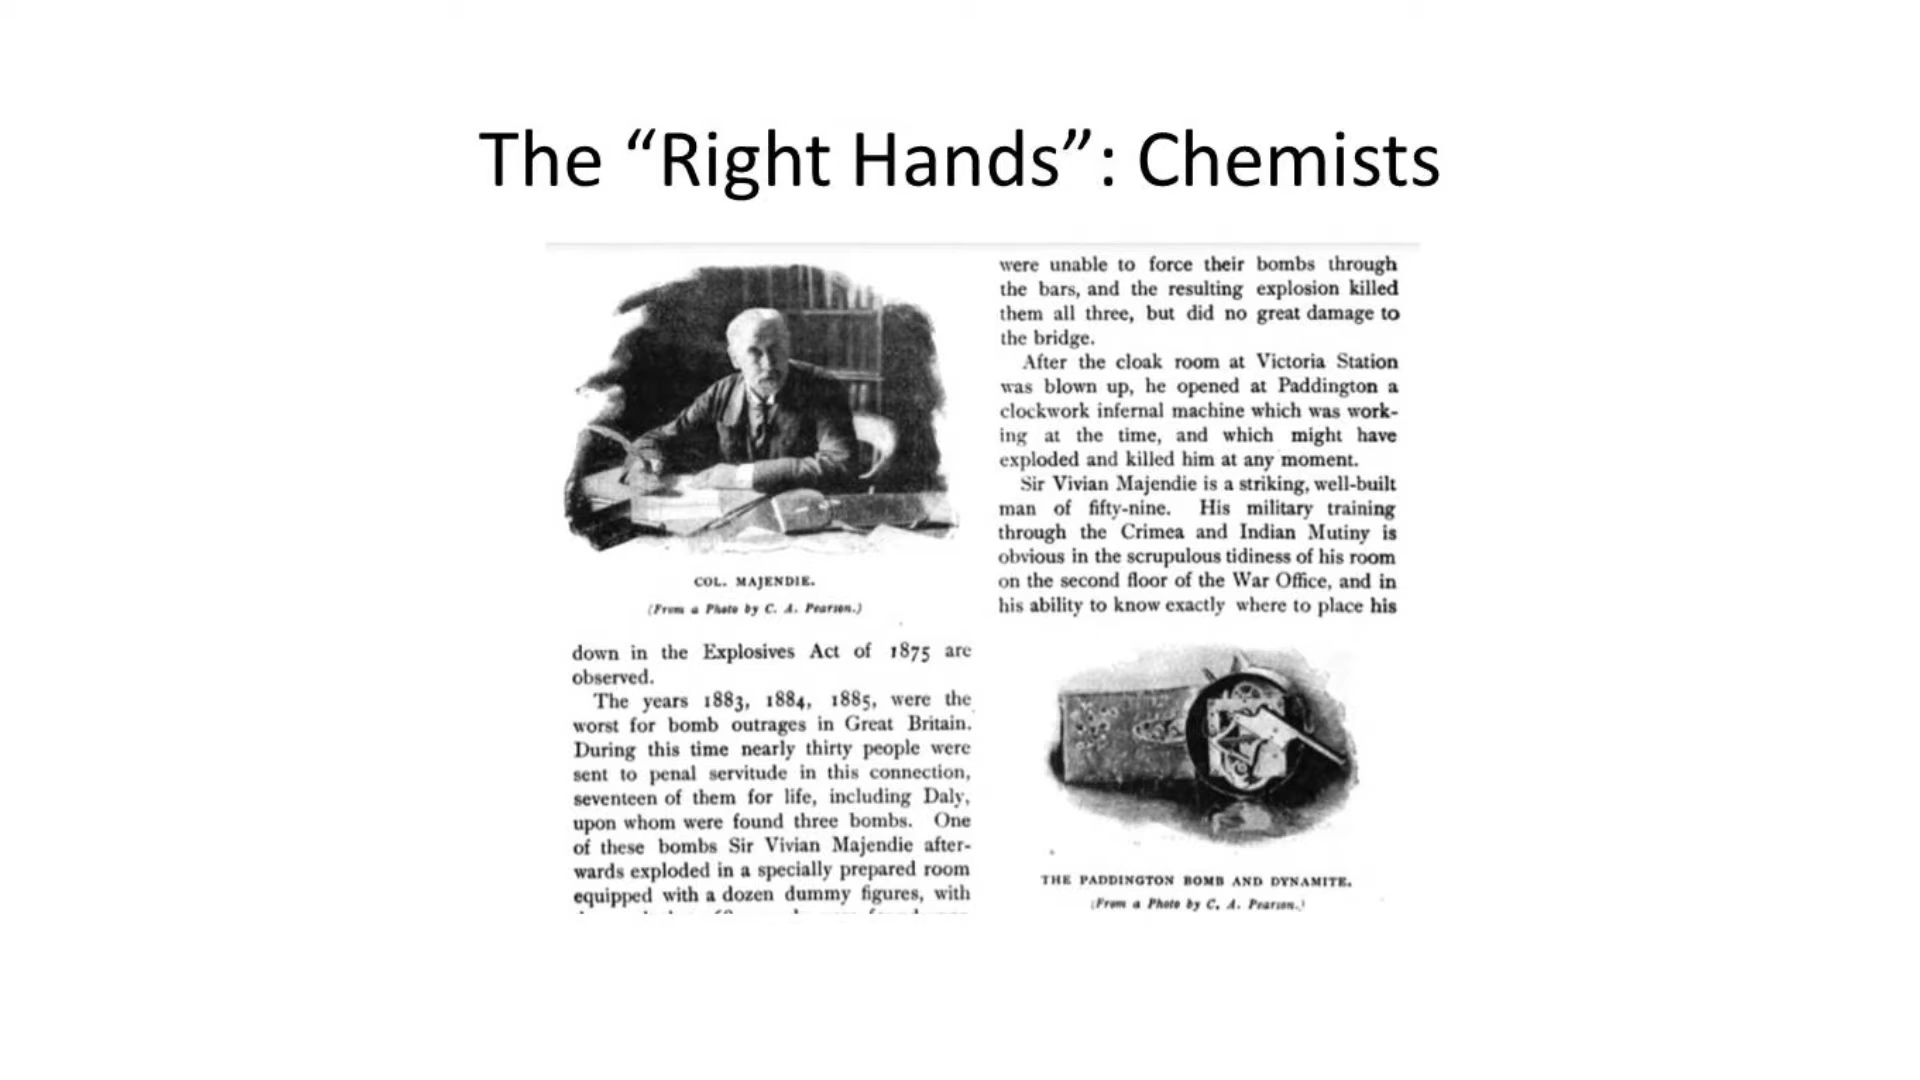 The “Right Hands”: Chemists
COL. MAJENDIE.
(From a Photo by C. A. Pearson.)
down in the Explosives Act of 1875 are
observed.
The years 1883, 1884, 1885, were the
worst for bomb outrages in Great Britain.
During this time nearly thirty people were
sent to penal servitude in this connection,
seventeen of them for life, including Daly,
upon whom were found three bombs. One
of these bombs Sir Vivian Majendie after-
wards exploded in a specially prepared room
equipped with a dozen dummy figures, with
were unable to force their bombs through
the bars, and the resulting explosion killed
them all three, but did no great damage to
the bridge.
After the cloak room at Victoria Station
was blown up, he opened at Paddington a
clockwork infernal machine which was work-
ing at the time, and which might have
exploded and killed him at any moment.
Sir Vivian Majendie is a striking, well-built
man of fifty-nine. His military training
through the Crimea and Indian Mutiny is
obvious in the scrupulous tidiness of his room
on the second floor of the War Office, and in
his ability to know exactly where to place his
THE PADDINGTON BOMB AND DYNAMITE.
(From a Photo by C. A. Pearson.)